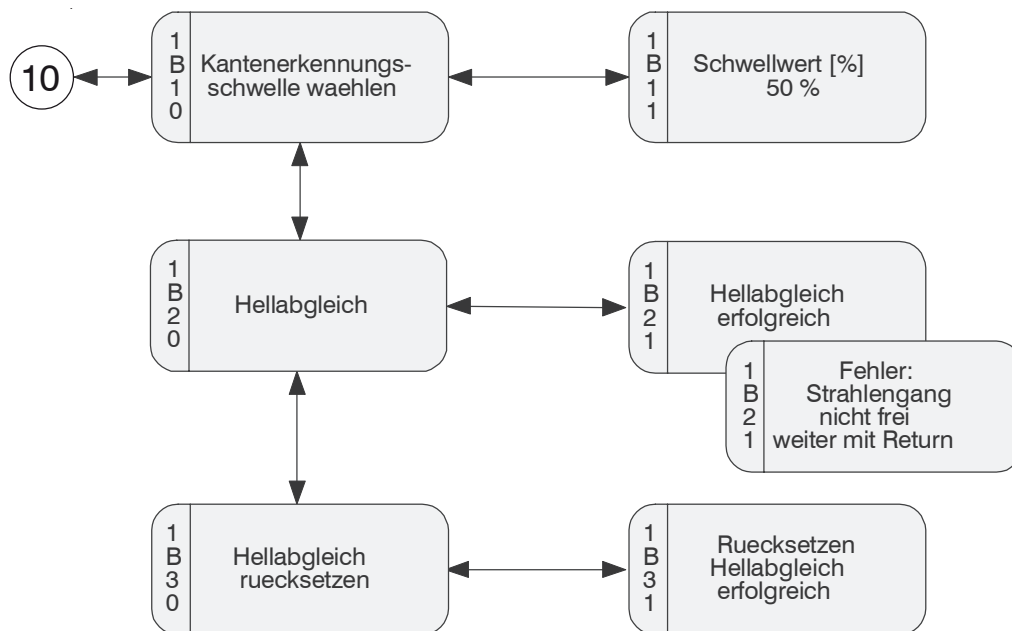 10
1
B
1
0
Kantenerkennungs-
schwelle waehlen
1
B
1
1
Schwellwert [%]
50 %
1
B
2
0
Hellabgleich
1
B
2
1
Hellabgleich
erfolgreich
1
B
2
1
Fehler:
Strahlengang
nicht frei
weiter mit Return
1
B
3
0
Hellabgleich
ruecksetzen
1
B
3
1
Ruecksetzen
Hellabgleich
erfolgreich